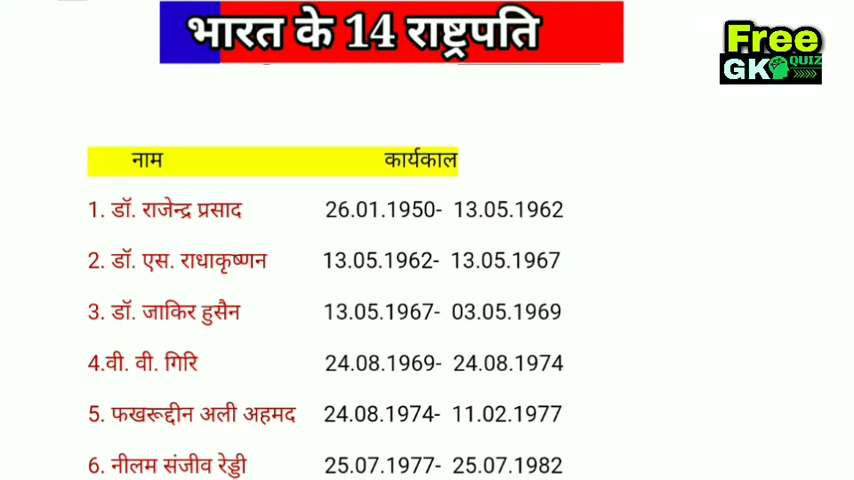 भारत के 14 राष्ट्रपति
Free
GK QUIZ
नाम कार्यकाल
1. डॉ. राजेन्द्र प्रसाद 26.01.1950- 13.05.1962
2. डॉ. एस. राधाकृष्णन 13.05.1962- 13.05.1967
3. डॉ. जाकिर हुसैन 13.05.1967- 03.05.1969
4.वी. वी. गिरि 24.08.1969- 24.08.1974
5. फखरूद्दीन अली अहमद 24.08.1974- 11.02.1977
6. नीलम संजीव रेड्डी 25.07.1977- 25.07.1982